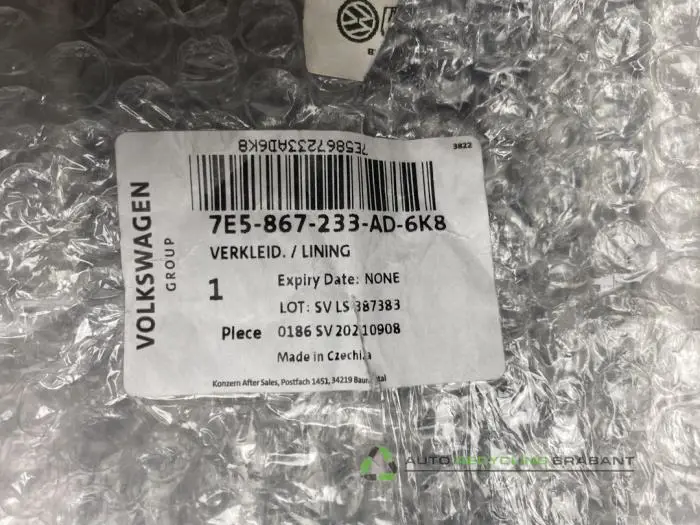 7E5867233AD6K8
3822
7E5-867-233-AD-6K8
VERKLEID. / LINING
VOLKSWAGEN
GROUP
1
Expiry Date: NONE
LOT: SV LS 387383
Piece 0186 SV 20210908
Made in Czechia
Konzern After Sales, Postfach 1451, 34219
AUTO RECYCLING BRABANT